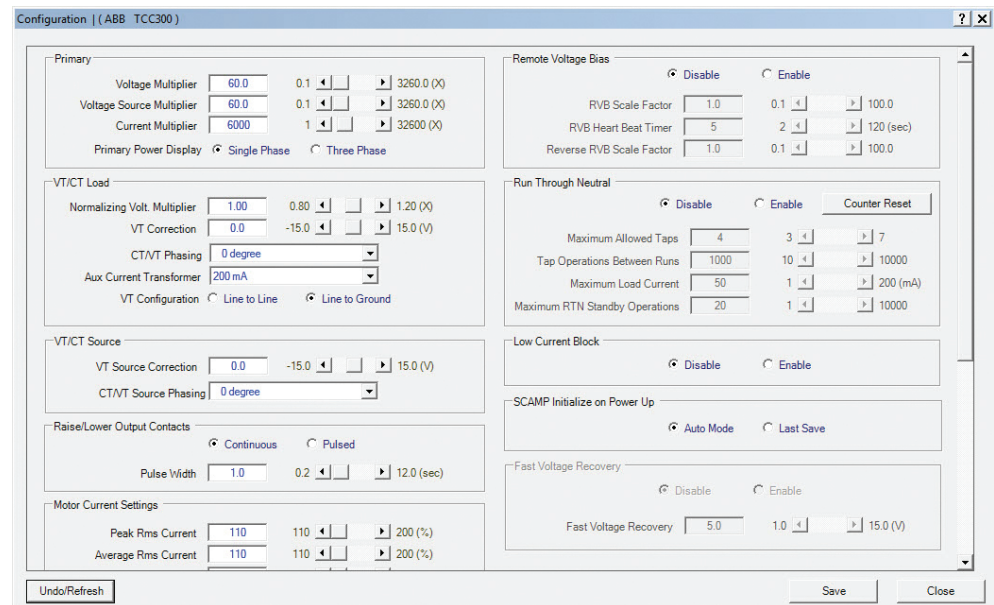 Configuration | ( ABB TCC300 )
? X
Primary
Voltage Multiplier 60.0 0.1 3260.0 (X)
Voltage Source Multiplier 60.0 0.1 3260.0 (X)
Current Multiplier 6000 1 32600 (X)
Primary Power Display Single Phase Three Phase
VT/CT Load
Normalizing Volt. Multiplier 1.00 0.80 1.20 (X)
VT Correction 0.0 -15.0 15.0 (V)
CT/VT Phasing 0 degree
Aux Current Transformer 200 mA
VT Configuration Line to Line Line to Ground
VT/CT Source
VT Source Correction 0.0 -15.0 15.0 (V)
CT/VT Source Phasing 0 degree
Raise/Lower Output Contacts
Continuous Pulsed
Pulse Width 1.0 0.2 12.0 (sec)
Motor Current Settings
Peak Rms Current 110 110 200 (%)
Average Rms Current 110 110 200 (%)
Remote Voltage Bias
Disable Enable
RVB Scale Factor 1.0 0.1 100.0
RVB Heart Beat Timer 5 2 120 (sec)
Reverse RVB Scale Factor 1.0 0.1 100.0
Run Through Neutral
Disable Enable Counter Reset
Maximum Allowed Taps 4 3 7
Tap Operations Between Runs 1000 10 10000
Maximum Load Current 50 1 200 (mA)
Maximum RTN Standby Operations 20 1 10000
Low Current Block
Disable Enable
SCAMP Initialize on Power Up
Auto Mode Last Save
Fast Voltage Recovery
Disable Enable
Fast Voltage Recovery 5.0 1.0 15.0 (V)
Undo/Refresh Save Close